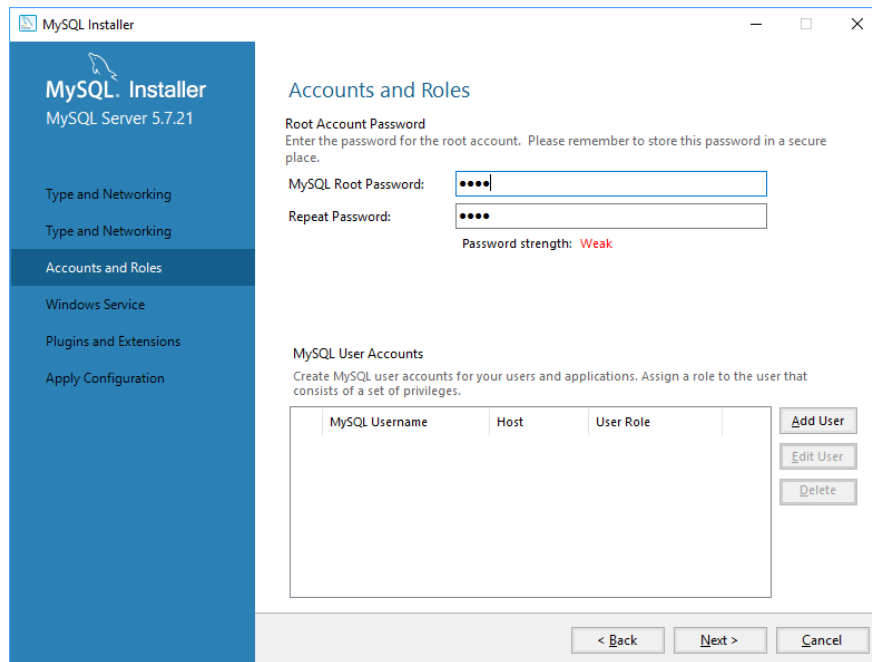 MySQL Installer
MySQL. Installer
MySQL Server 5.7.21
Type and Networking
Type and Networking
Accounts and Roles
Windows Service
Plugins and Extensions
Apply Configuration
Accounts and Roles
Root Account Password
Enter the password for the root account.  Please remember to store this password in a secure
place.
MySQL Root Password: ••••
Repeat Password: ••••
Password strength: Weak
MySQL User Accounts
Create MySQL user accounts for your users and applications. Assign a role to the user that
consists of a set of privileges.
MySQL Username Host User Role
Add User
Edit User
Delete
< Back Next > Cancel